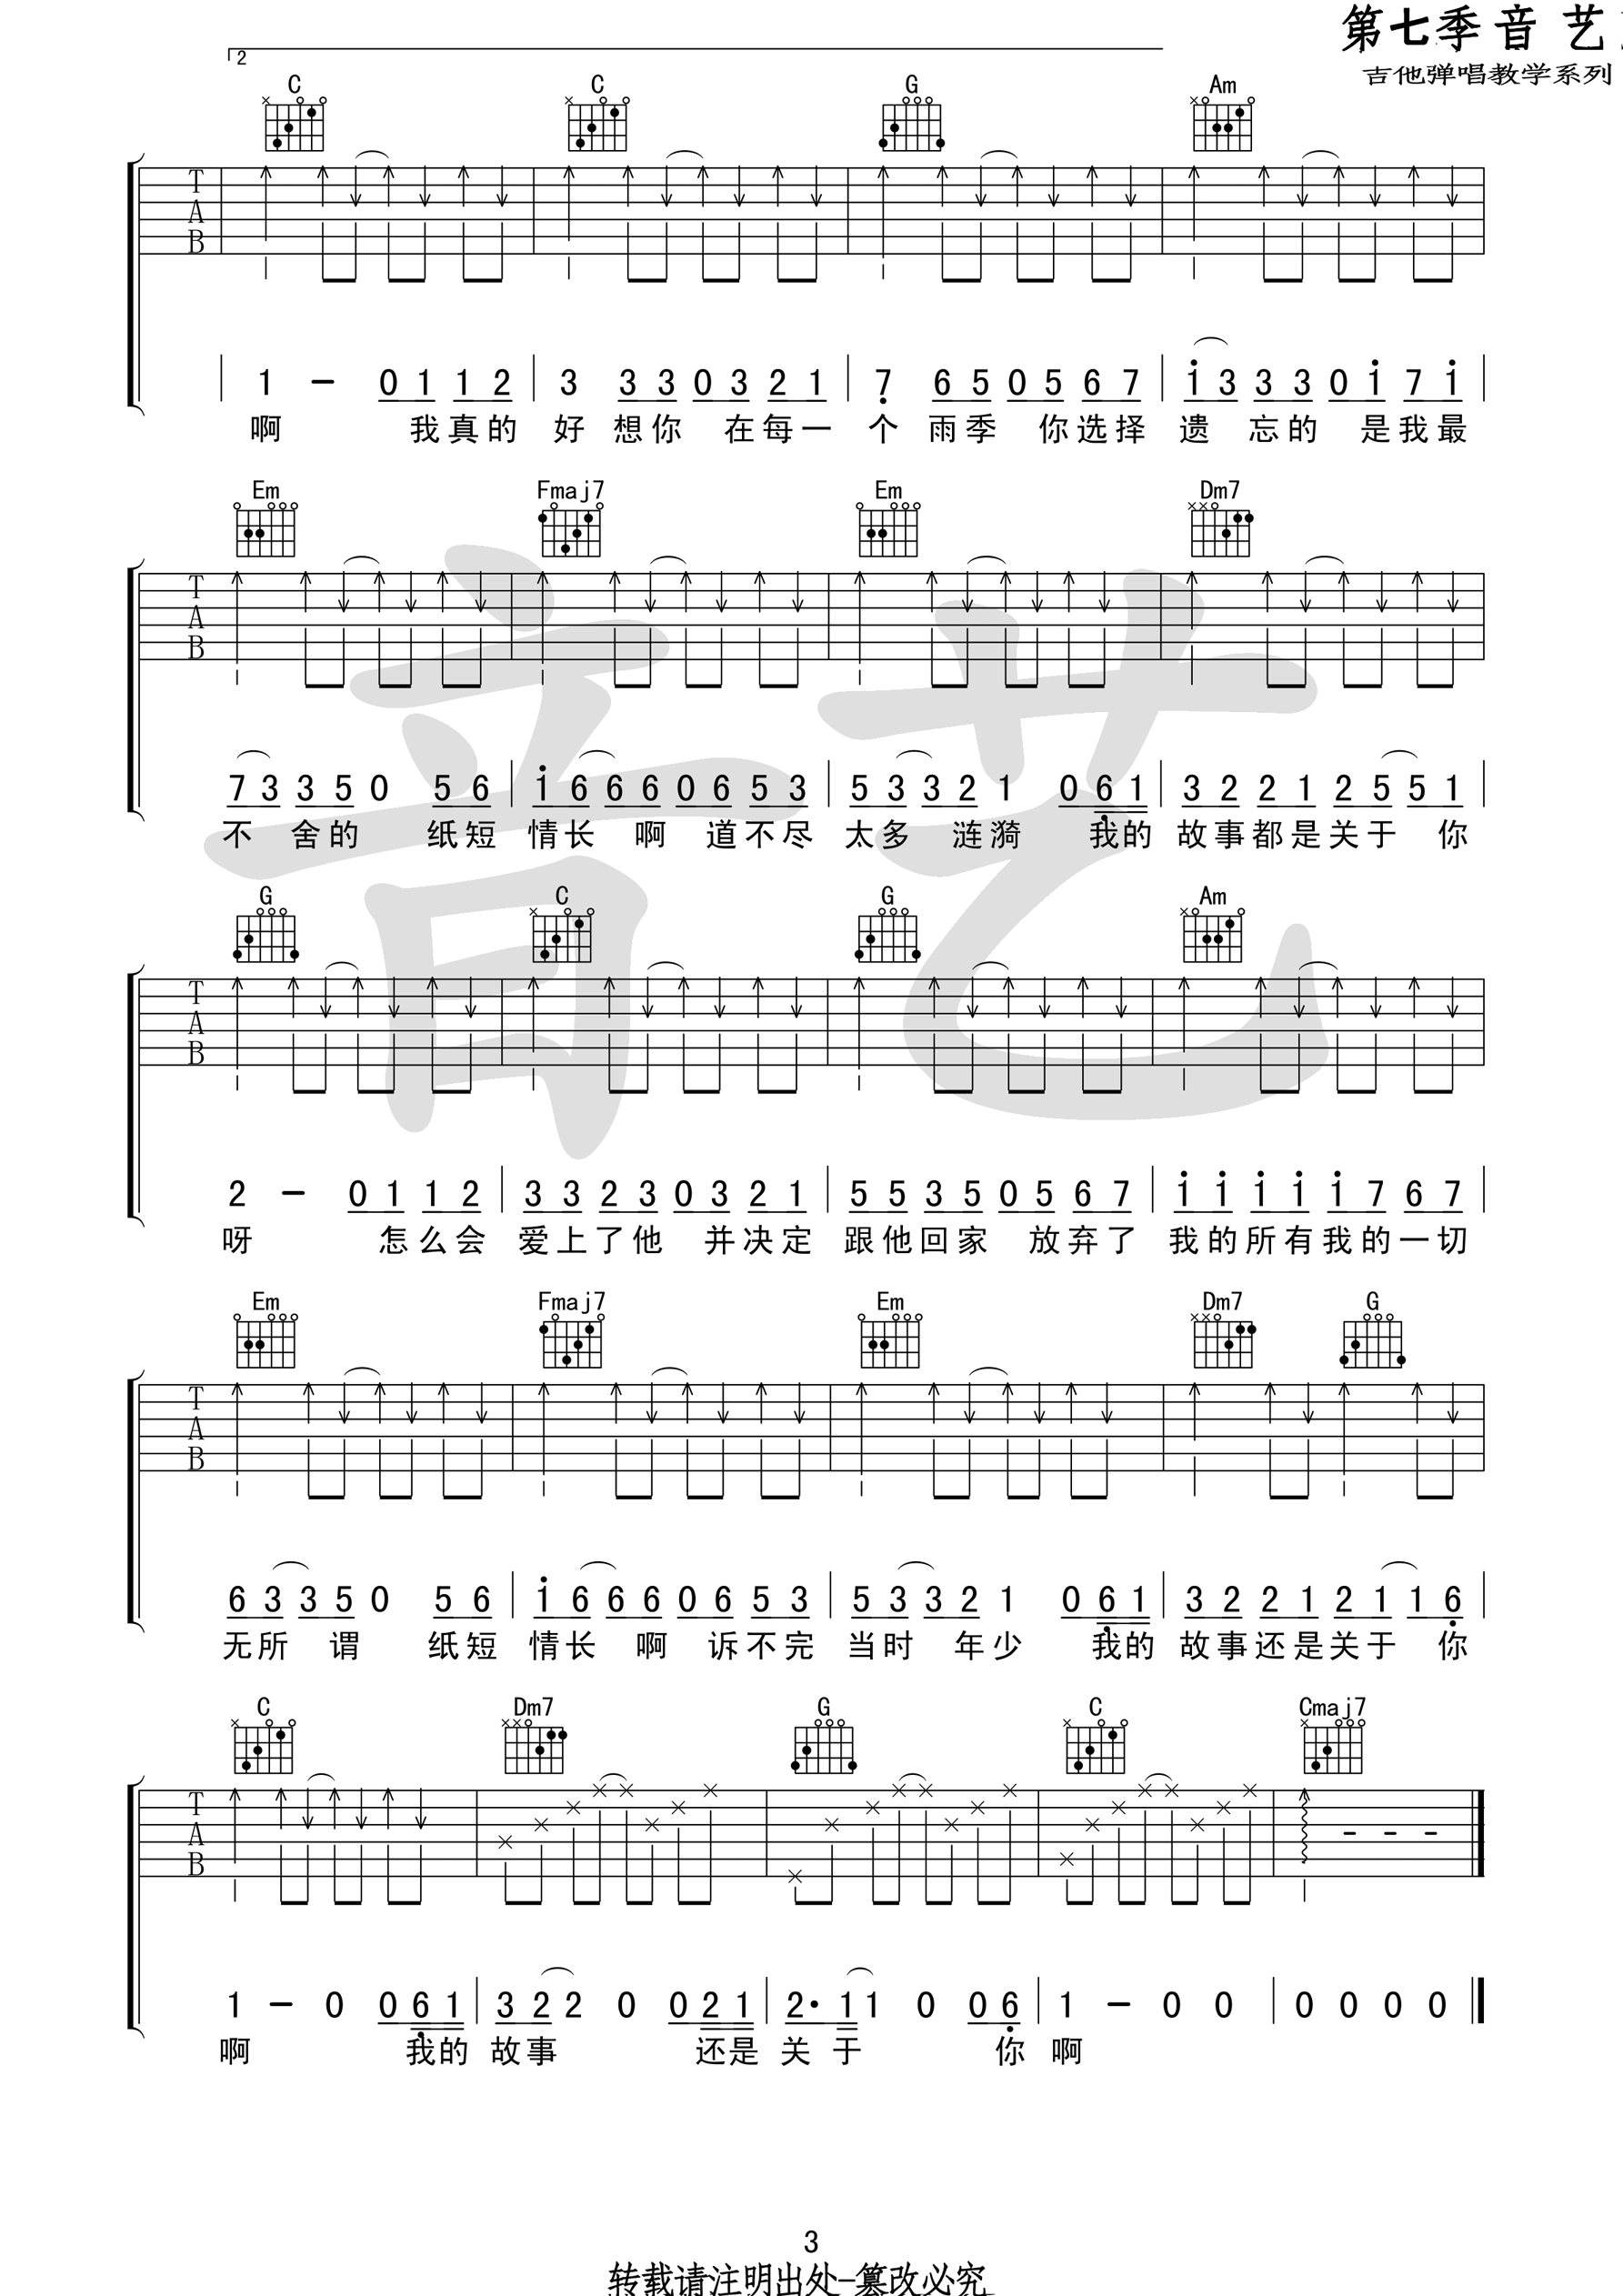 第七季音 艺
吉他弹唱教学系列
2
C C G Am
T
A
B
1 - 0 1 1 2 3 3 3 0 3 2 1 7 6 5 0 5 6 7 1 3 3 3 0 1 7 1
啊 我真的 好 想你 在每一 个 雨季 你选择 遗 忘的 是我最
Em Fmaj7 Em Dm7
T
A
B
7 3 3 5 0 5 6 1 6 6 6 0 6 5 3 5 3 3 2 1 0 6 1 3 2 2 1 2 5 5 1
不 舍的 纸短 情长 啊 道不尽 太多 涟漪 我的 故事都是关于 你
G C G Am
T
A
B
2 - 0 1 1 2 3 3 2 3 0 3 2 1 5 5 3 5 0 5 6 7 1 1 1 1 1 7 6 7
呀 怎么会 爱上了他 并决定 跟他回家 放弃了 我的所有我的一切
Em Fmaj7 Em Dm7 G
T
A
B
6 3 3 5 0 5 6 1 6 6 6 0 6 5 3 5 3 3 2 1 0 6 1 3 2 2 1 2 1 1 6
无所 谓 纸短 情长 啊 诉不完 当时 年少 我的 故事还是关于 你
C Dm7 G C Cmaj7
T
A
B
1 - 0 0 6 1 3 2 2 0 0 2 1 2· 1 1 0 0 6 1 - 0 0 0 0 0 0
啊 我的 故事 还是 关 于 你 啊
3
转载请注明出处-篡改必究